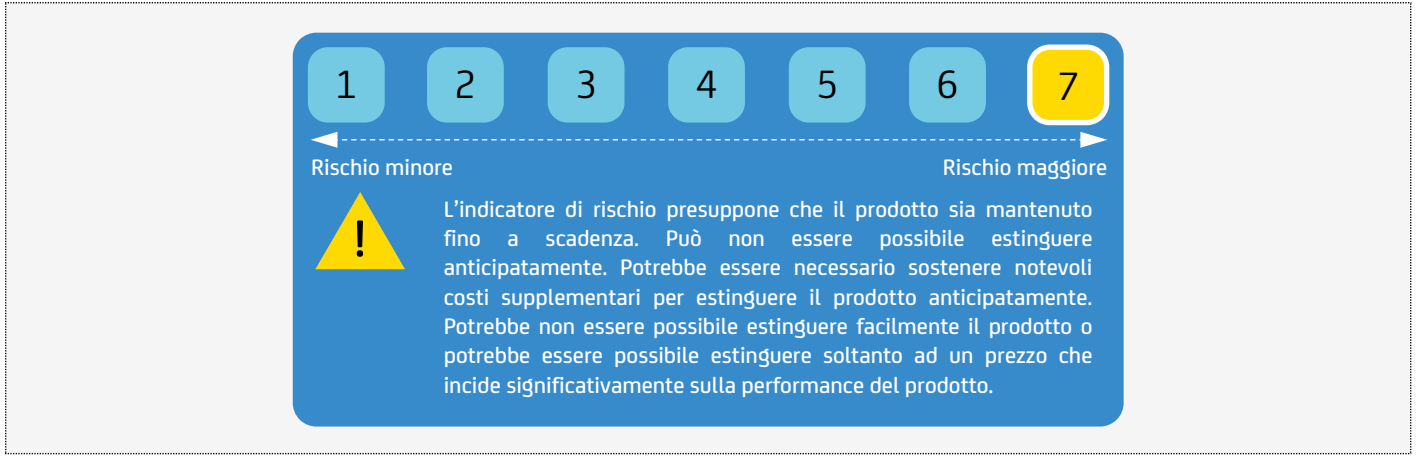 1 2 3 4 5 6 7
Rischio minore Rischio maggiore
!
L'indicatore di rischio presuppone che il prodotto sia mantenuto
fino a scadenza. Può non essere possibile estinguere
anticipatamente. Potrebbe essere necessario sostenere notevoli
costi supplementari per estinguere il prodotto anticipatamente.
Potrebbe non essere possibile estinguere facilmente il prodotto o
potrebbe essere possibile estinguere soltanto ad un prezzo che
incide significativamente sulla performance del prodotto.